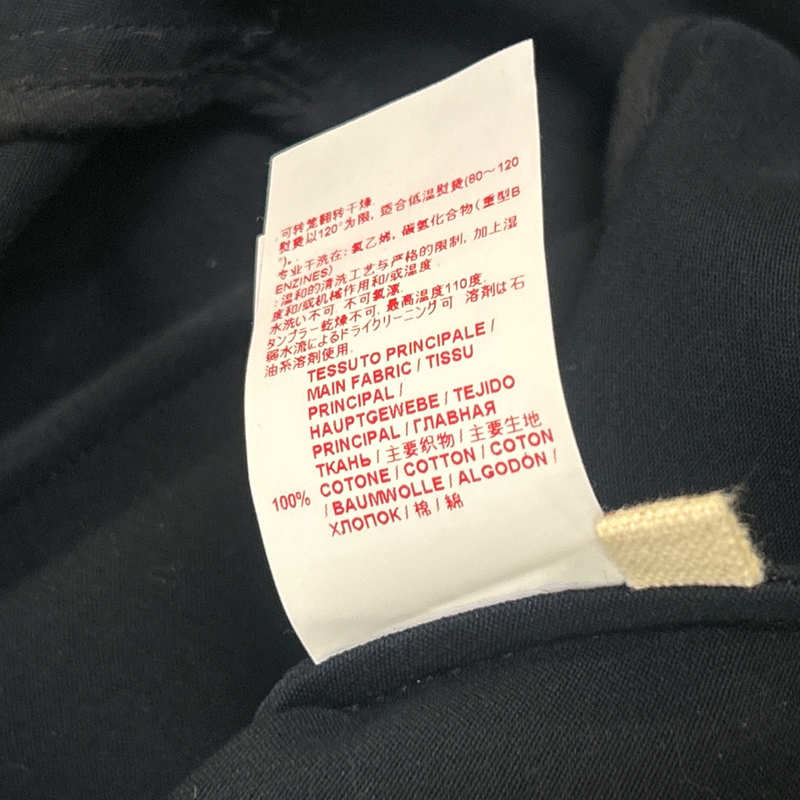 可转笼翻转干燥.
熨烫以120°为限, 适合低温熨烫(80～120
°)。.
专业干洗在: 氯乙烯, 碳氢化合物 (重型B
ENZINES)
: 温和的清洗工艺与严格的限制, 加上湿
度和/或机械作用和/或温度.
水洗い不可. 不可氯漂.
タンブラー乾燥不可. 最高温度110度.
弱水流によるドライクリーニング可 溶剤は石
油系溶剤使用.
TESSUTO PRINCIPALE /
MAIN FABRIC / TISSU
PRINCIPAL /
HAUPTGEWEBE / TEJIDO
PRINCIPAL / ГЛАВНАЯ
ТКАНЬ / 主要织物 / 主要生地
100% COTONE / COTTON / COTON
/ BAUMWOLLE / ALGODÓN /
ХЛОПОК / 棉 / 綿